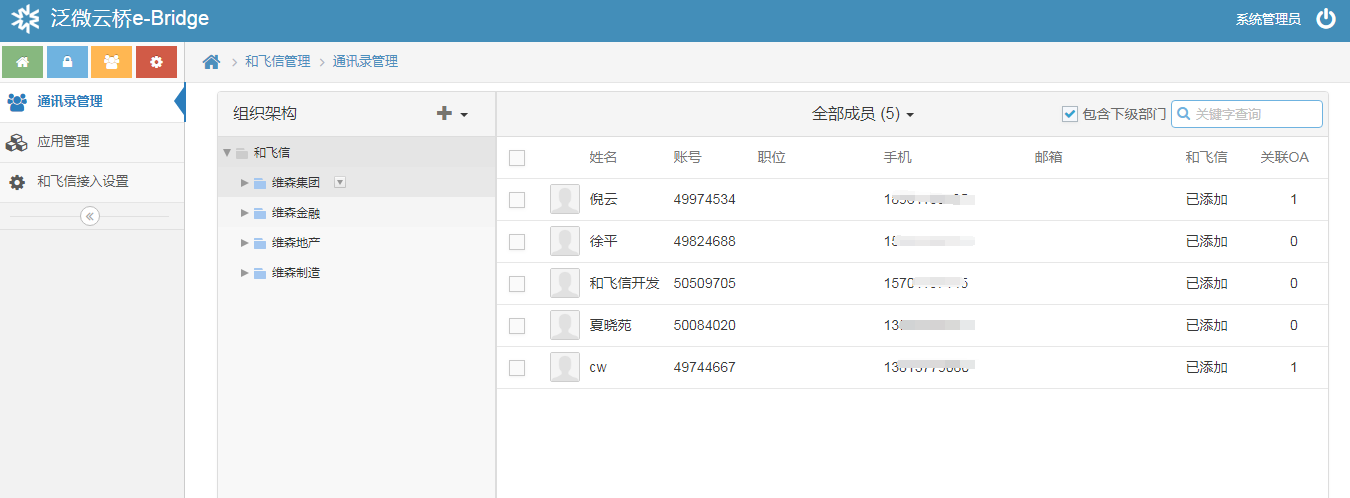 泛微云桥e-Bridge
系统管理员
和飞信管理 > 通讯录管理
通讯录管理
应用管理
和飞信接入设置
组织架构
和飞信
维森集团
维森金融
维森地产
维森制造
全部成员 (5)
包含下级部门
关键字查询
姓名 账号 职位 手机 邮箱 和飞信 关联OA
倪云 49974534 已添加 1
徐平 49824688 已添加 0
和飞信开发 50509705 已添加 0
夏晓苑 50084020 已添加 0
cw 49744667 已添加 1